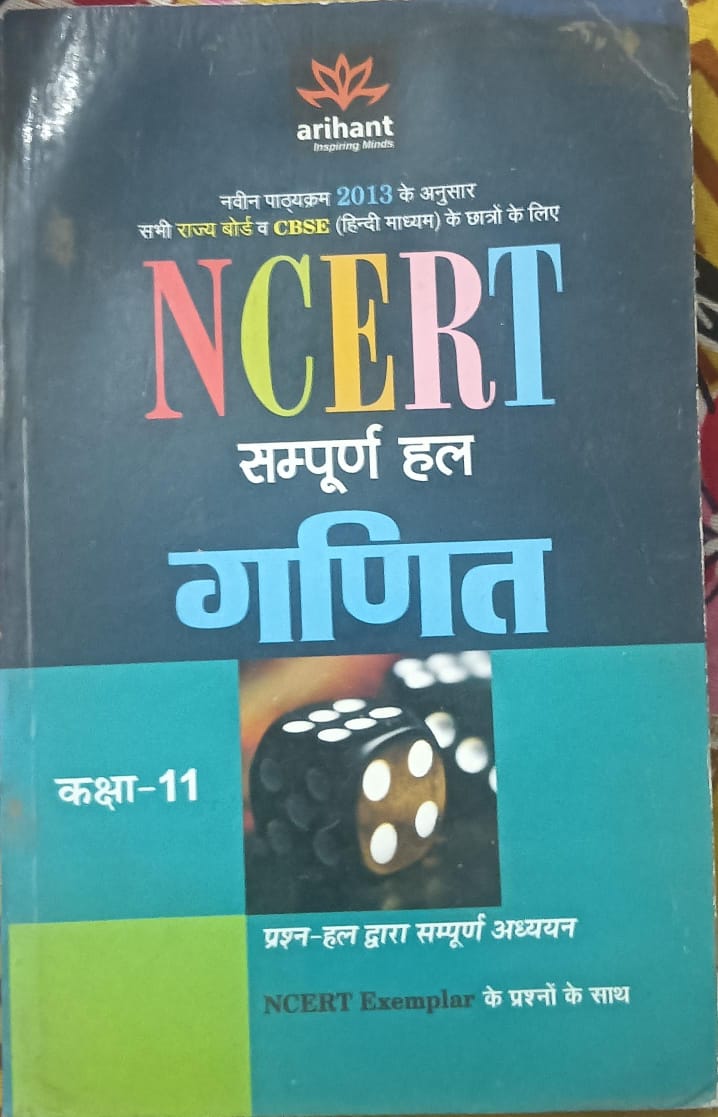 arihant
Inspiring Minds
नवीन पाठ्यक्रम 2013 के अनुसार
सभी राज्य बोर्ड व CBSE (हिन्दी माध्यम) के छात्रों के लिए
NCERT
सम्पूर्ण हल
गणित
कक्षा-11
प्रश्न-हल द्वारा सम्पूर्ण अध्ययन
NCERT Exemplar के प्रश्नों के साथ